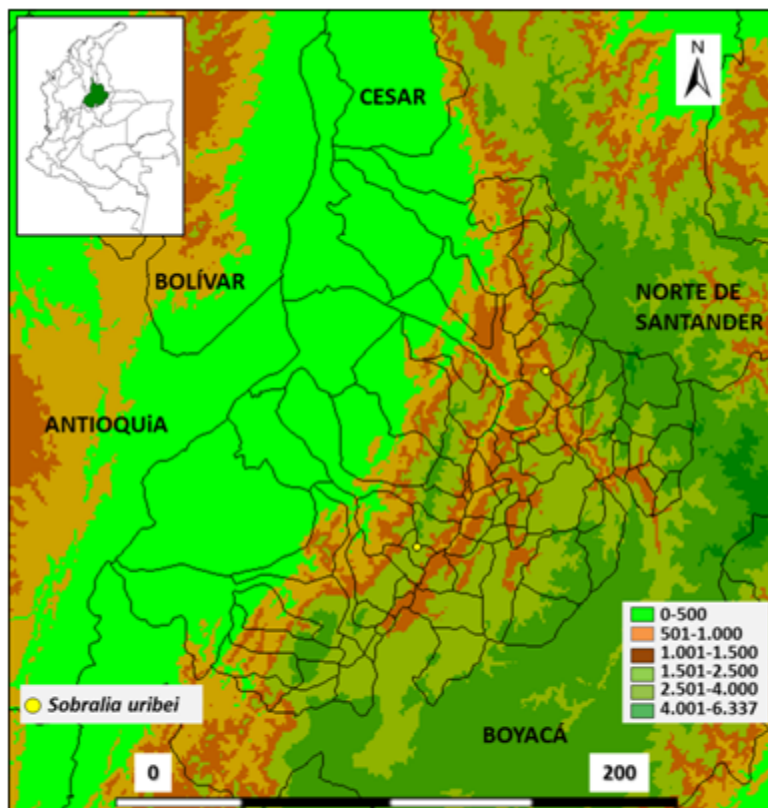 N
CESAR
BOLÍVAR
NORTE DE
SANTANDER
ANTIOQUiA
0-500
501-1.000
1.001-1.500
1.501-2.500
2.501-4.000
4.001-6.337
Sobralia uribei
BOYACÁ
0
200